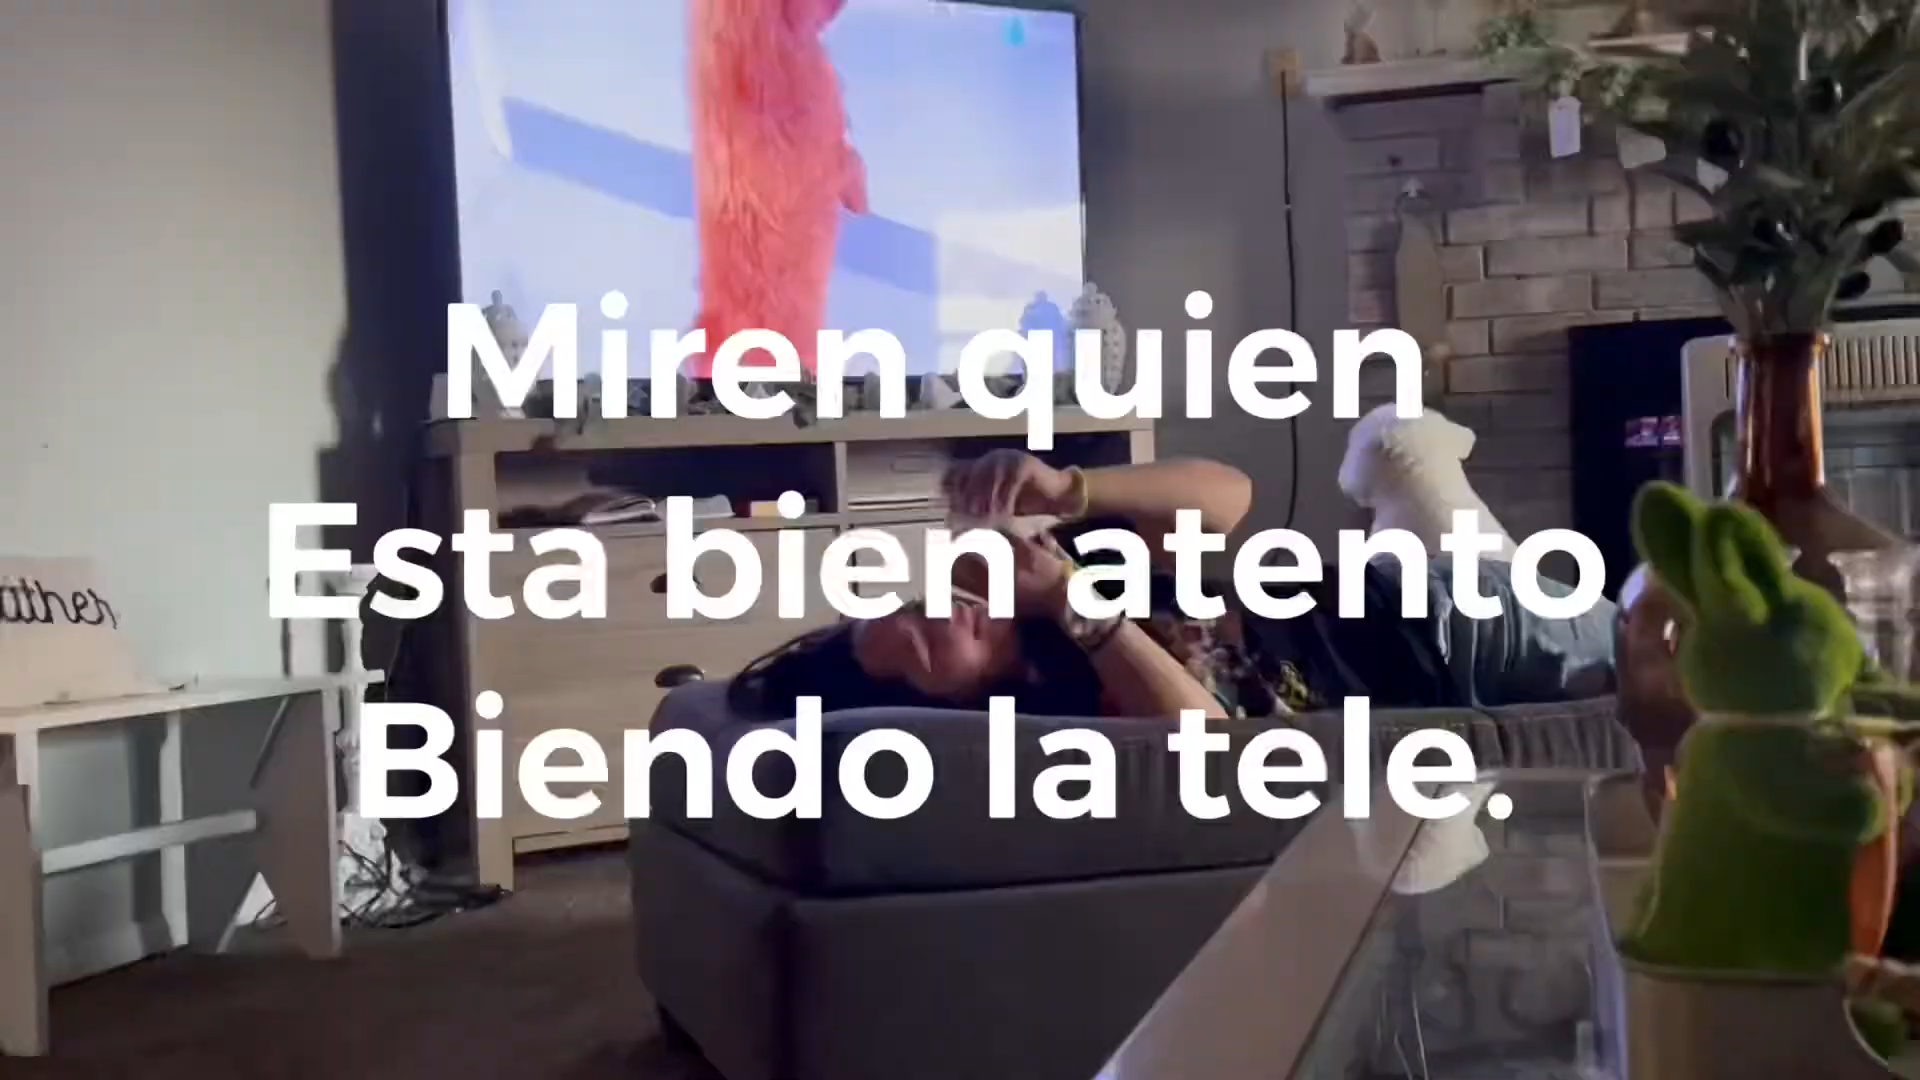 Miren quien
Esta bien atento
Biendo la tele.